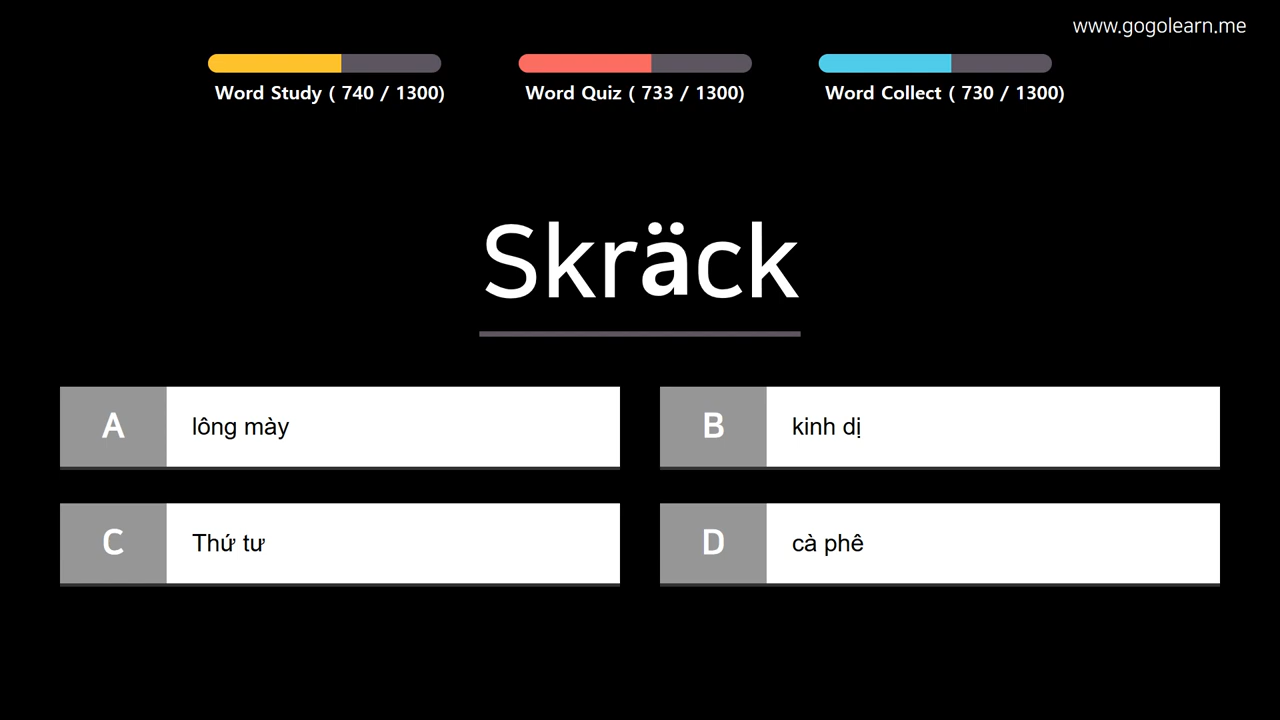 www.gogolearn.me
Word Study ( 740 / 1300)
Word Quiz ( 733 / 1300)
Word Collect ( 730 / 1300)
Skräck
A
lông mày
B
kinh dị
C
Thứ tư
D
cà phê